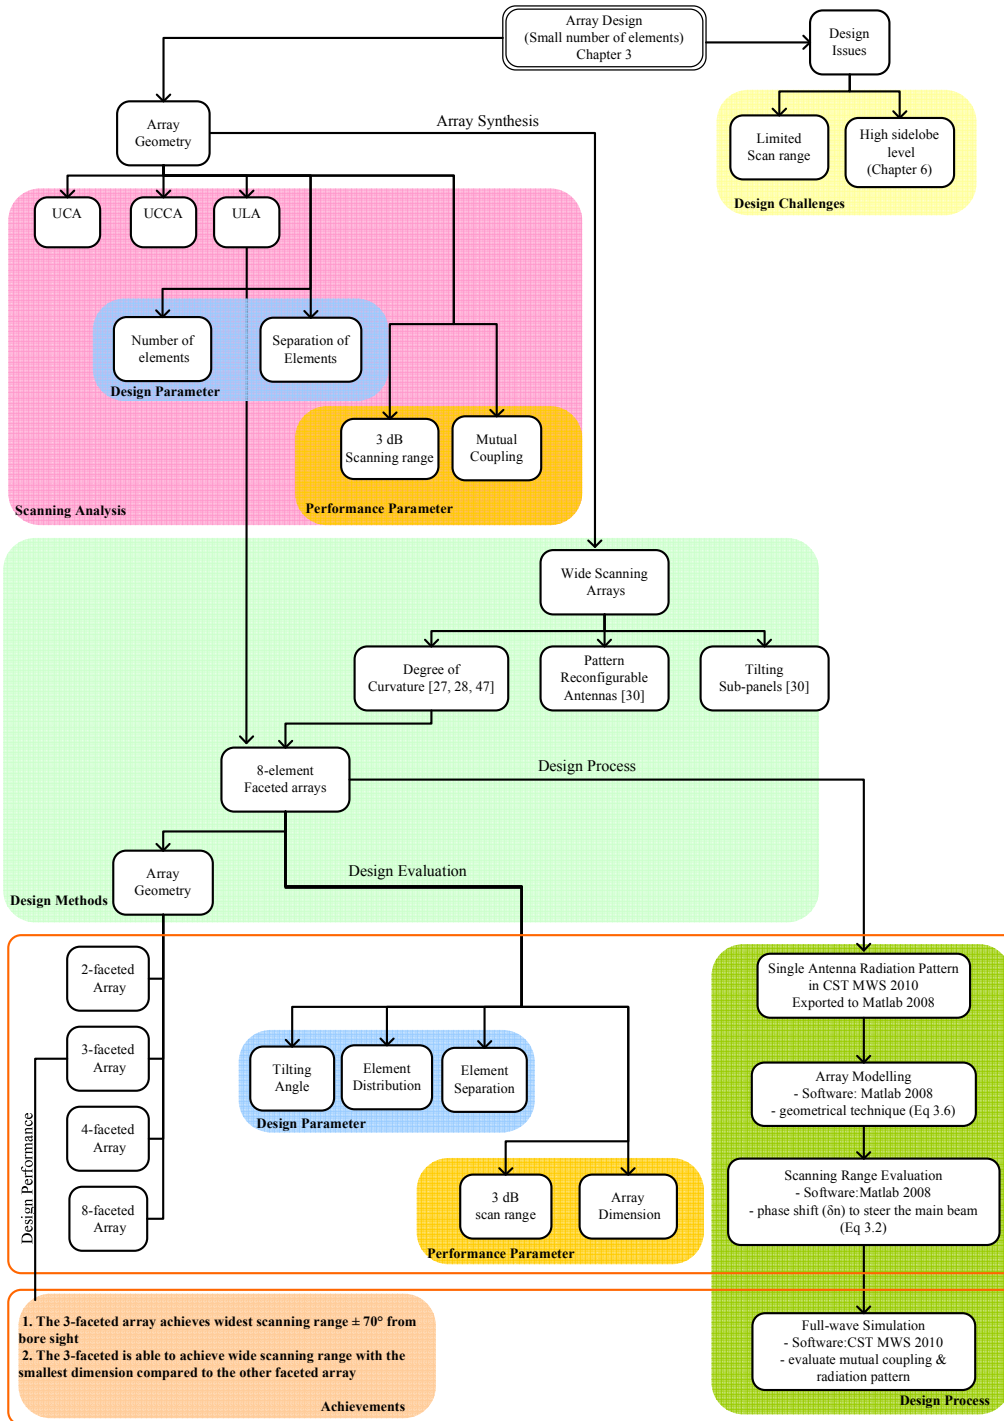 Array Design
(Small number of elements)
Chapter 3
Design
Issues
Array
Geometry
Array Synthesis
Limited
Scan range
High sidelobe
level
(Chapter 6)
Design Challenges
UCA
UCCA
ULA
Number of
elements
Separation of
Elements
Design Parameter
3 dB
Scanning range
Mutual
Coupling
Performance Parameter
Scanning Analysis
Wide Scanning
Arrays
Degree of
Curvature [27, 28, 47]
Pattern
Reconfigurable
Antennas [30]
Tilting
Sub-panels [30]
8-element
Faceted arrays
Design Process
Array
Geometry
Design Evaluation
Design Methods
2-faceted
Array
3-faceted
Array
4-faceted
Array
8-faceted
Array
Design Performance
Tilting
Angle
Element
Distribution
Element
Separation
Design Parameter
3 dB
scan range
Array
Dimension
Performance Parameter
Single Antenna Radiation Pattern
in CST MWS 2010
Exported to Matlab 2008
Array Modelling
- Software: Matlab 2008
- geometrical technique (Eq 3.6)
Scanning Range Evaluation
- Software:Matlab 2008
- phase shift (δn) to steer the main beam
(Eq 3.2)
Full-wave Simulation
- Software:CST MWS 2010
- evaluate mutual coupling &
radiation pattern
Design Process
1. The 3-faceted array achieves widest scanning range ± 70° from
bore sight
2. The 3-faceted is able to achieve wide scanning range with the
smallest dimension compared to the other faceted array
Achievements